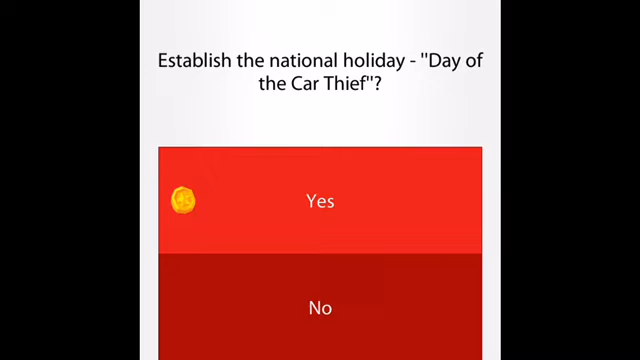 Establish the national holiday - "Day of
the Car Thief"?
Yes
No